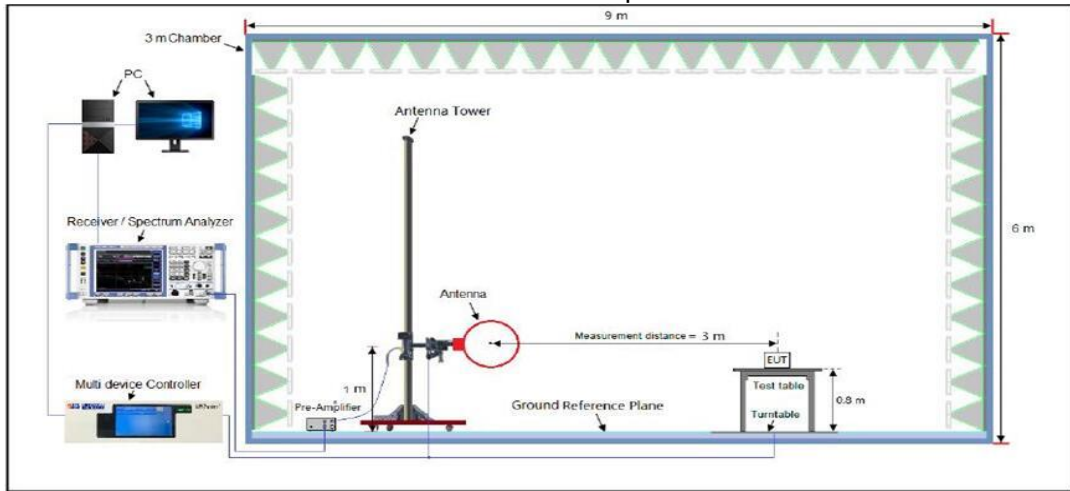 9 m
3 m Chamber
PC
Antenna Tower
Receiver / Spectrum Analyzer
6 m
Antenna
Measurement distance = 3 m
EUT
Multi device Controller
1 m
Test table
0.8 m
Pre-Amplifier
Ground Reference Plane
Turntable